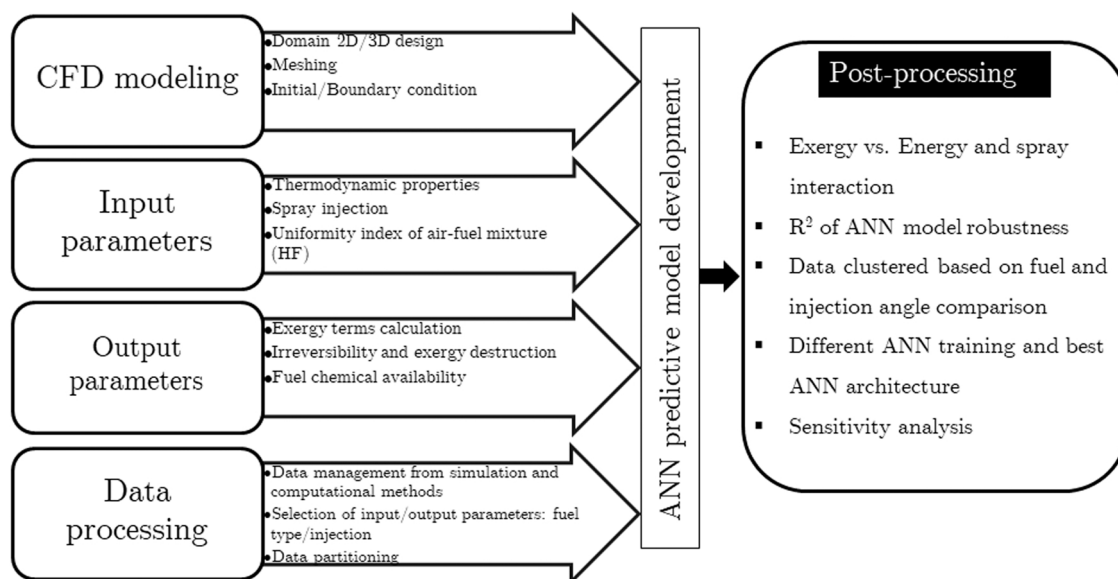 CFD modeling
•Domain 2D/3D design
•Meshing
•Initial/Boundary condition
Input
parameters
•Thermodynamic properties
•Spray injection
•Uniformity index of air-fuel mixture
(HF)
Output
parameters
•Exergy terms calculation
•Irreversibility and exergy destruction
•Fuel chemical availability
Data
processing
•Data management from simulation and
computational methods
•Selection of input/output parameters: fuel
type/injection
•Data partitioning
ANN predictive model development
Post-processing
▪ Exergy vs. Energy and spray
interaction
▪ R² of ANN model robustness
▪ Data clustered based on fuel and
injection angle comparison
▪ Different ANN training and best
ANN architecture
▪ Sensitivity analysis